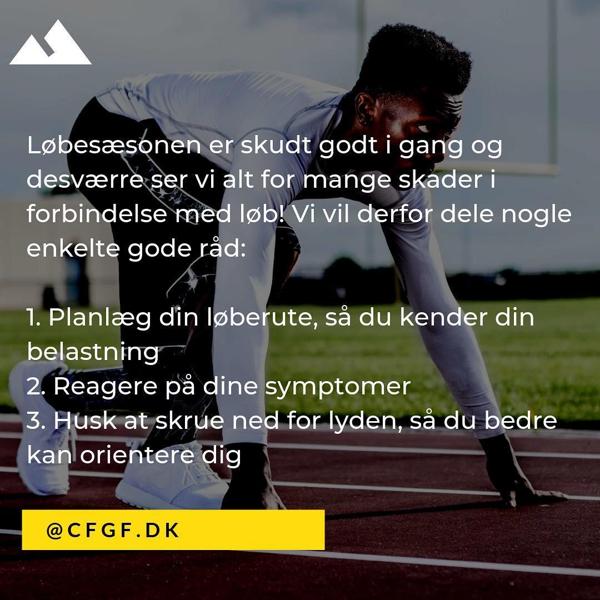 Løbesæsonen er skudt godt i gang og
desværre ser vi alt for mange skader i
forbindelse med løb! Vi vil derfor dele nogle
enkelte gode råd:
1. Planlæg din løberute, så du kender din
belastning
2. Reagere på dine symptomer
3. Husk at skrue ned for lyden, så du bedre
kan orientere dig
@CFGF.DK